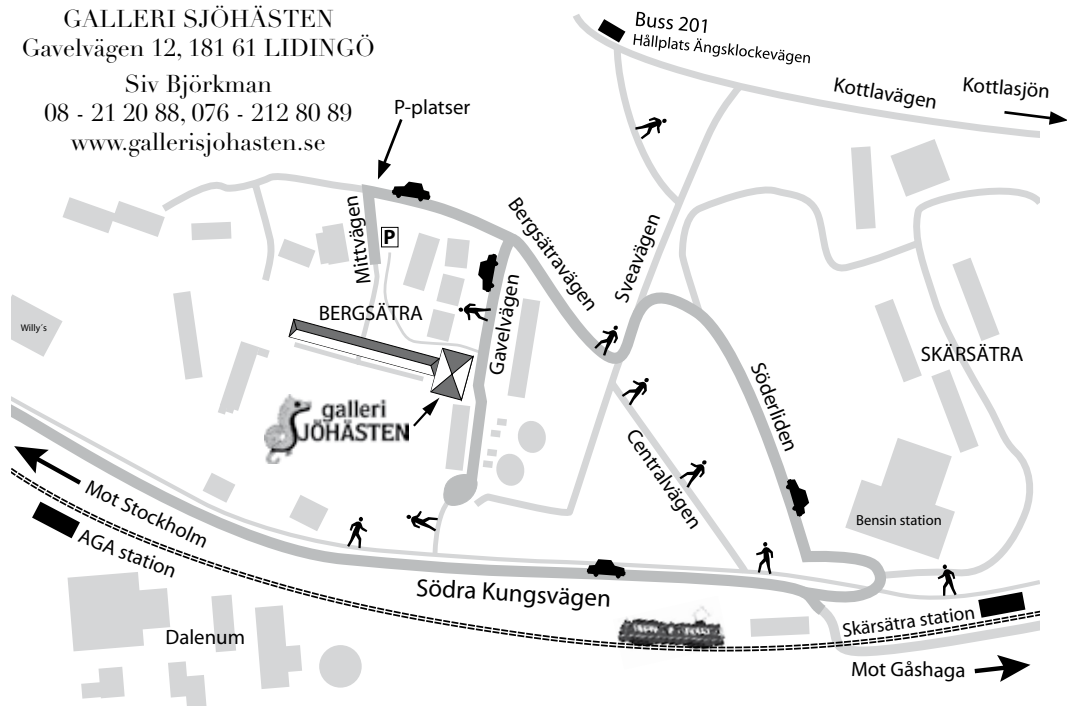 GALLERI SJÖHÄSTEN
Gavelvägen 12, 181 61 LIDINGÖ
Siv Björkman
08 - 21 20 88, 076 - 212 80 89
www.gallerisjohasten.se
Buss 201
Hållplats Ängsklockevägen
Kottlavägen
Kottlasjön
P-platser
Mittvägen
P
Bergsätravägen
Sveavägen
Gavelvägen
BERGSÄTRA
Willy´s
SKÄRSÄTRA
Söderliden
galleri
SJÖHÄSTEN
Centralvägen
Mot Stockholm
AGA station
Bensin station
Södra Kungsvägen
Dalenum
Skärsätra station
Mot Gåshaga